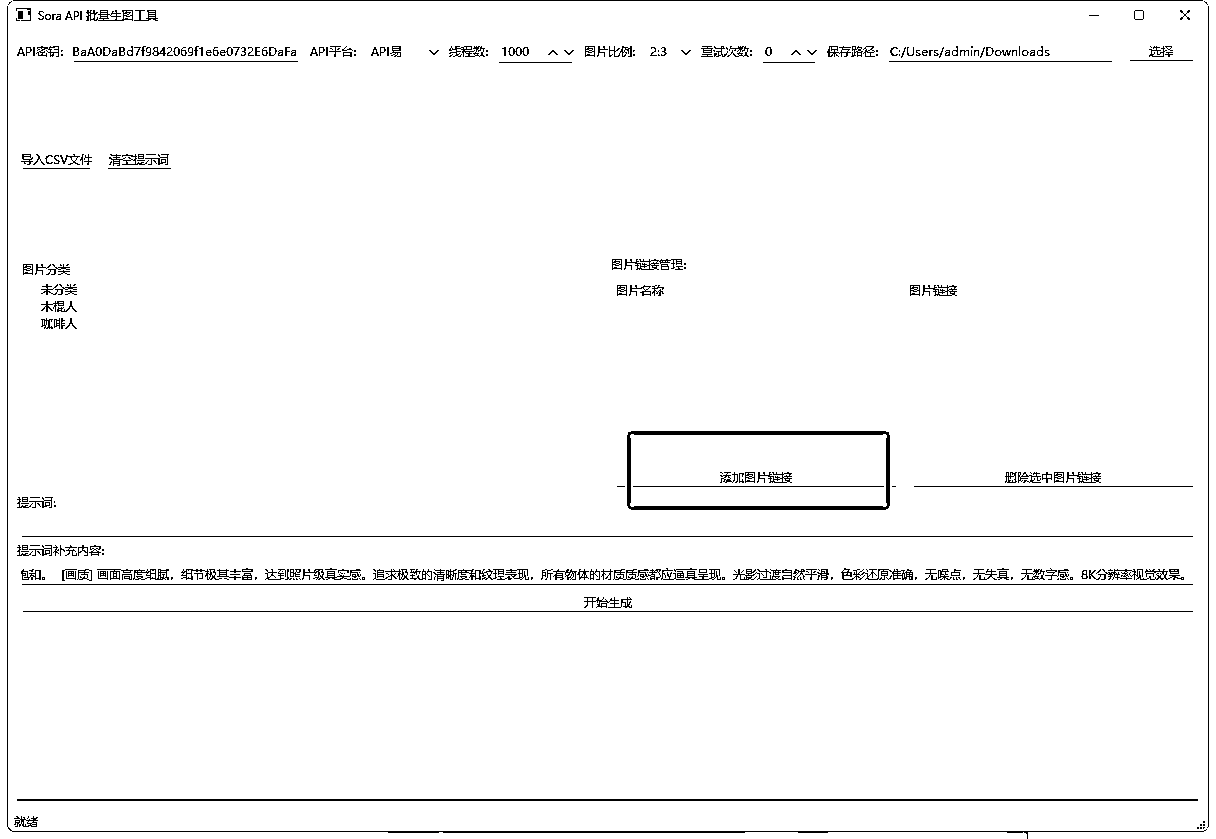 Sora API 批量生图工具
API密钥: BaA0DaBd7f9842069f1e6e0732E6DaFa API平台: API易 线程数: 1000 图片比例: 2:3 重试次数: 0 保存路径: C:/Users/admin/Downloads 选择
导入CSV文件 清空提示词
图片分类
未分类
木棍人
咖啡人
图片链接管理:
图片名称 图片链接
添加图片链接 删除选中图片链接
提示词:
提示词补充内容:
包和。 [画质] 画面高度细腻，细节极其丰富，达到照片级真实感。追求极致的清晰度和纹理表现，所有物体的材质质感都应逼真呈现。光影过渡自然平滑，色彩还原准确，无噪点，无失真，无数字感。8K分辨率视觉效果。
开始生成
就绪